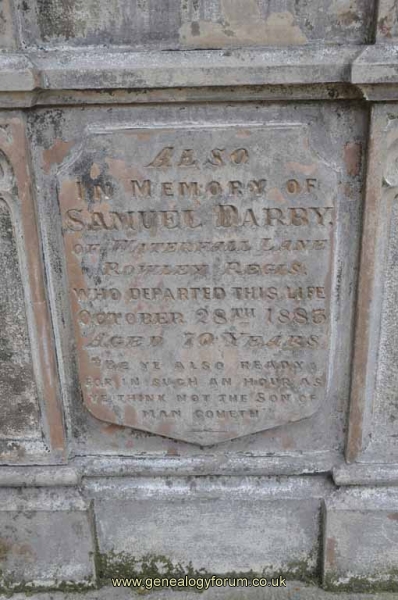 ALSO
IN MEMORY OF
SAMUEL DARBY,
OF WATERFALL LANE
ROWLEY REGIS,
WHO DEPARTED THIS LIFE
OCTOBER 28TH 1883
AGED 70 YEARS.
"BE YE ALSO READY;
FOR IN SUCH AN HOUR AS
YE THINK NOT THE SON OF
MAN COMETH"
www.genealogyforum.co.uk